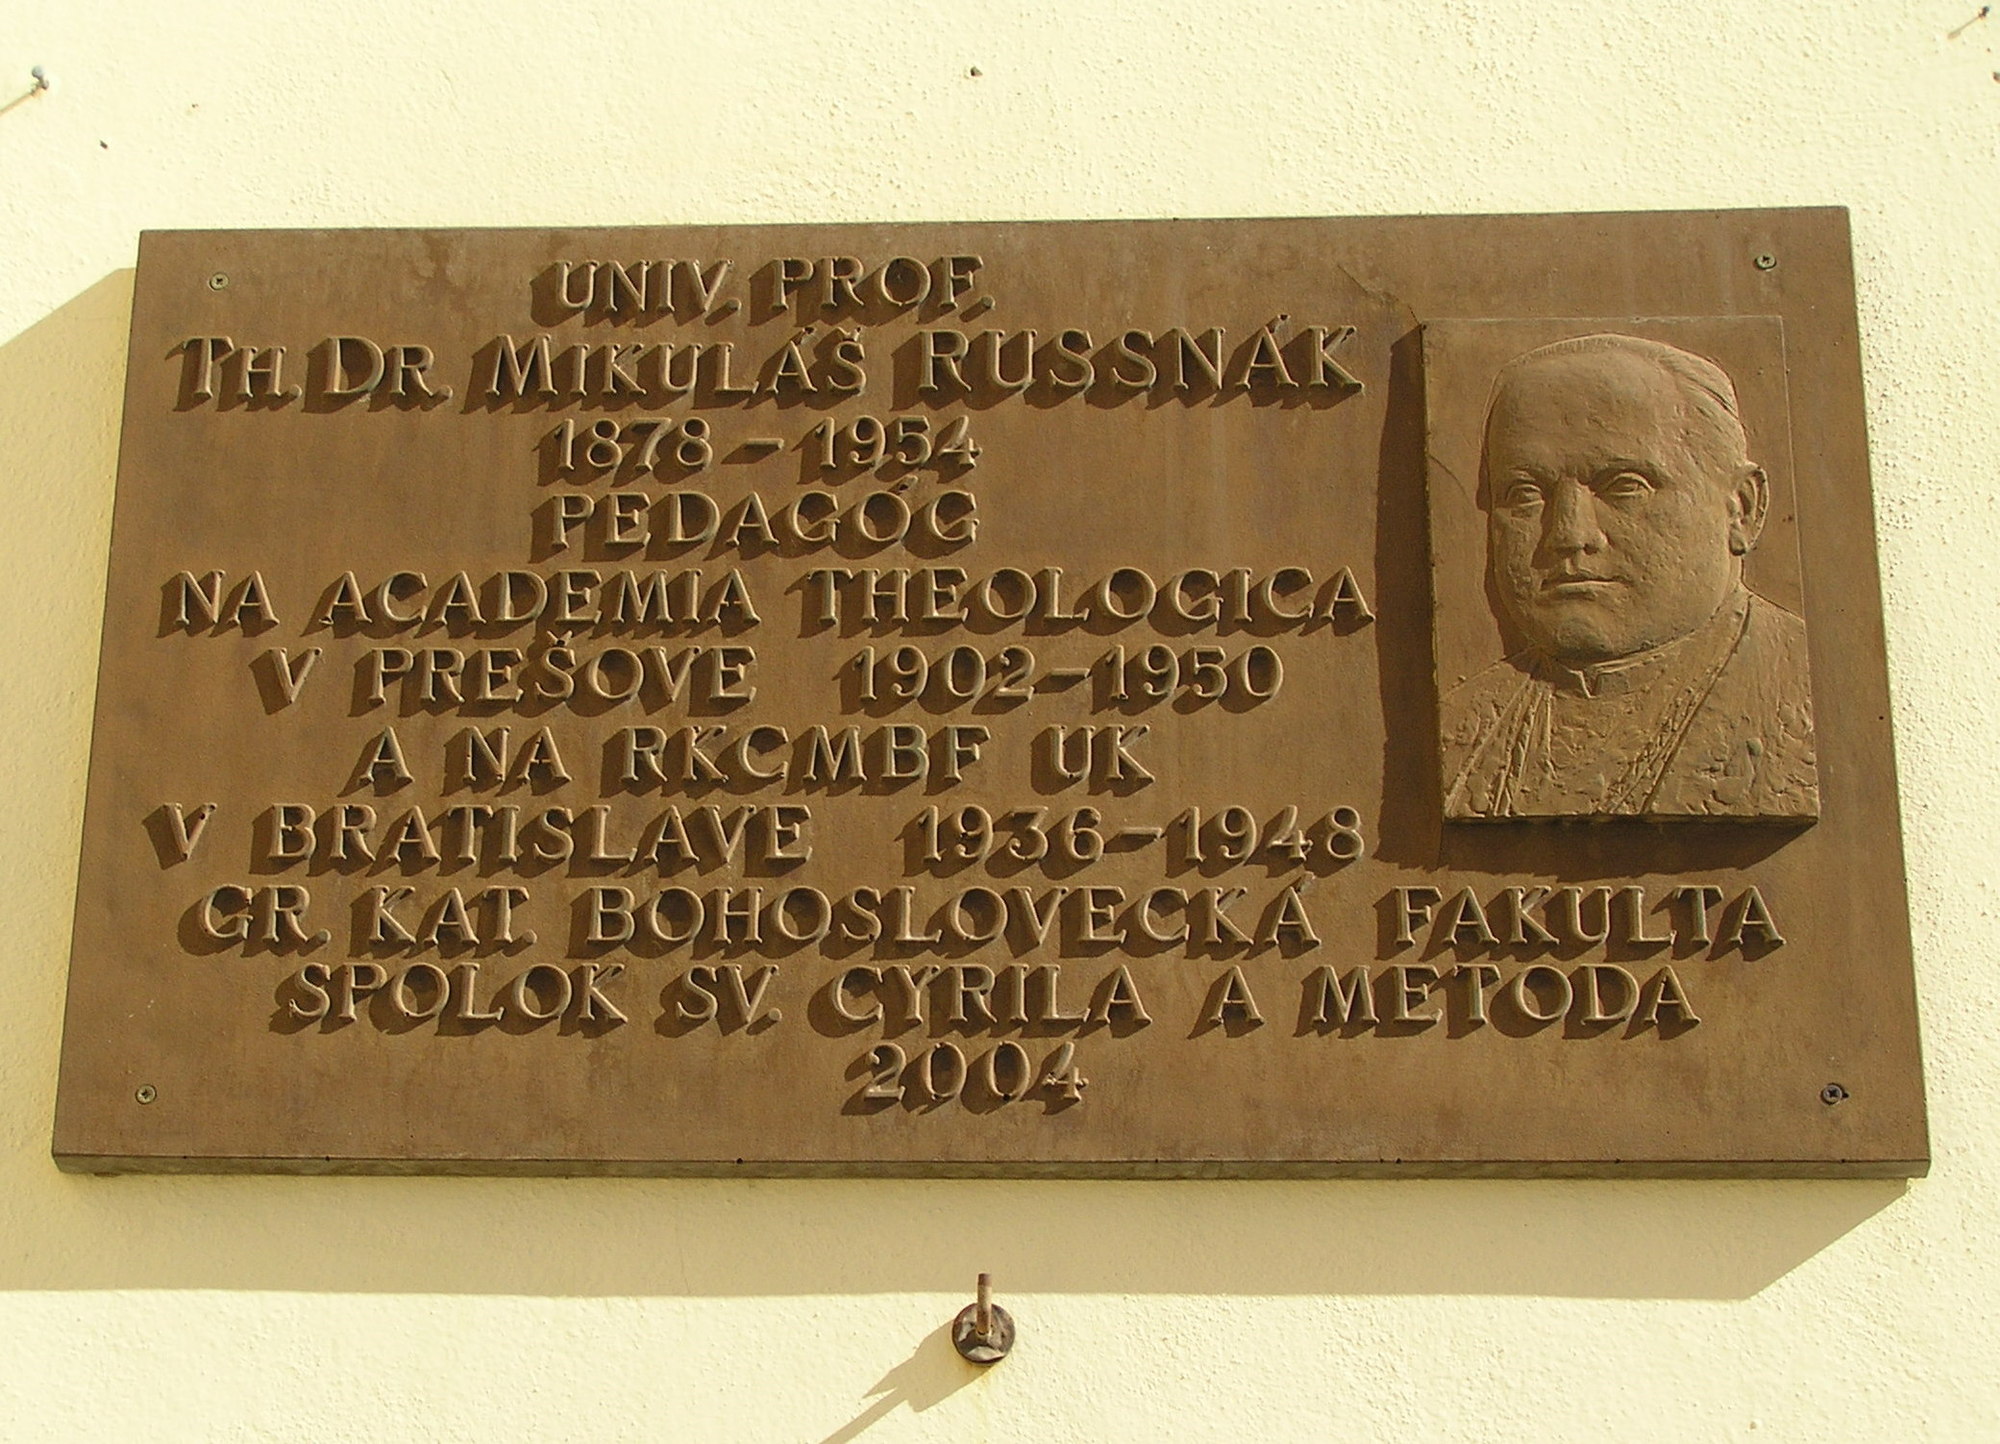 UNIV. PROF.
TH. DR. MIKULÁŠ RUSSNÁK
1878 - 1954
PEDAGÓG
NA ACADEMIA THEOLOGICA
V PREŠOVE 1902-1950
A NA RKCMBF UK
V BRATISLAVE 1936-1948
GR. KAT. BOHOSLOVECKÁ FAKULTA
SPOLOK SV. CYRILA A METODA
2004